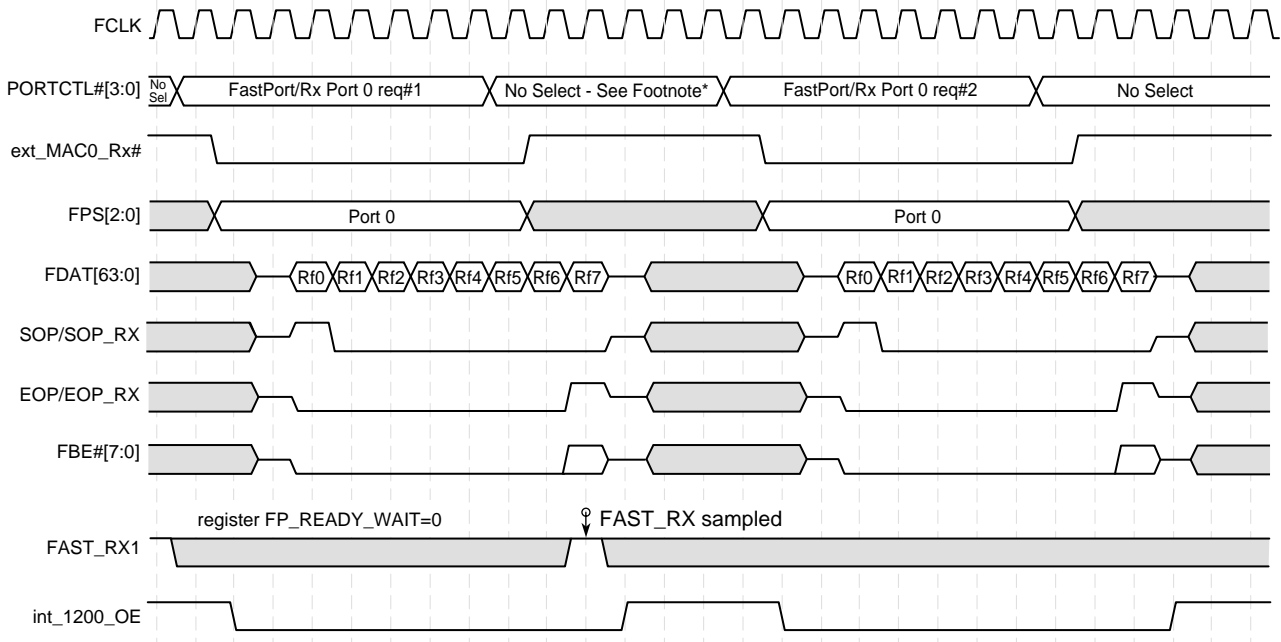 FCLK
PORTCTL#[3:0] No Sel FastPort/Rx Port 0 req#1 No Select - See Footnote* FastPort/Rx Port 0 req#2 No Select
ext_MAC0_Rx#
FPS[2:0] Port 0 Port 0
FDAT[63:0] Rf0 Rf1 Rf2 Rf3 Rf4 Rf5 Rf6 Rf7 Rf0 Rf1 Rf2 Rf3 Rf4 Rf5 Rf6 Rf7
SOP/SOP_RX
EOP/EOP_RX
FBE#[7:0]
register FP_READY_WAIT=0 FAST_RX sampled
FAST_RX1
int_1200_OE